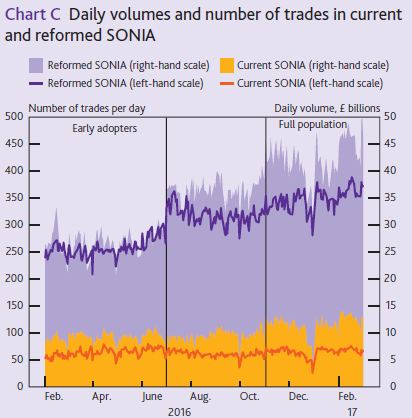 Chart C Daily volumes and number of trades in current
and reformed SONIA
Reformed SONIA (right-hand scale) Current SONIA (right-hand scale)
Reformed SONIA (left-hand scale) Current SONIA (left-hand scale)
Number of trades per day Daily volume, £ billions
Early adopters Full population
500 50
450 45
400 40
350 35
300 30
250 25
200 20
150 15
100 10
50 5
0 0
Feb. Apr. June Aug. Oct. Dec. Feb.
2016 17